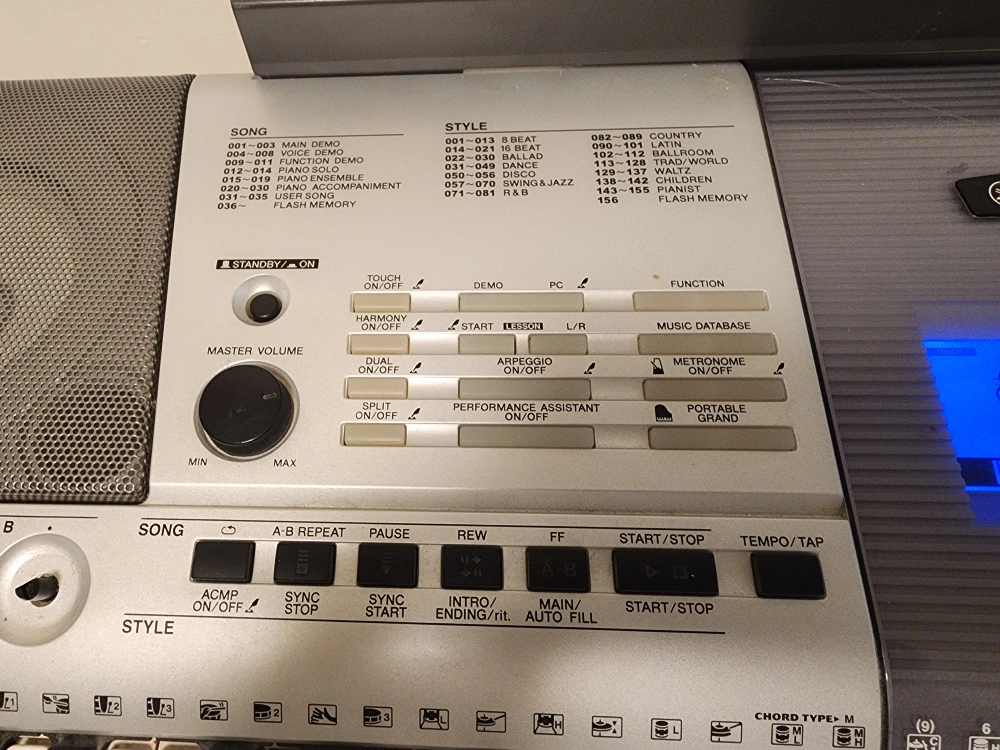 SONG
001~003 MAIN DEMO
004~008 VOICE DEMO
009~011 FUNCTION DEMO
012~014 PIANO SOLO
015~019 PIANO ENSEMBLE
020~030 PIANO ACCOMPANIMENT
031~035 USER SONG
036~ FLASH MEMORY
STYLE
001~013 8 BEAT
014~021 16 BEAT
022~030 BALLAD
031~049 DANCE
050~056 DISCO
057~070 SWING&JAZZ
071~081 R&B
082~089 COUNTRY
090~101 LATIN
102~112 BALLROOM
113~128 TRAD/WORLD
129~137 WALTZ
138~142 CHILDREN
143~155 PIANIST
156 FLASH MEMORY
STANDBY/ON
MASTER VOLUME
MIN MAX
TOUCH
ON/OFF
DEMO PC
FUNCTION
HARMONY
ON/OFF
START LESSON L/R
MUSIC DATABASE
DUAL
ON/OFF
ARPEGGIO
ON/OFF
METRONOME
ON/OFF
SPLIT
ON/OFF
PERFORMANCE ASSISTANT
ON/OFF
PORTABLE
GRAND
B
SONG
A-B REPEAT
PAUSE
REW
FF
START/STOP
TEMPO/TAP
A B
ACMP
ON/OFF
SYNC
STOP
SYNC
START
INTRO/
ENDING/rit.
MAIN/
AUTO FILL
START/STOP
STYLE
CHORD TYPE▶ M
1 2 3 2 3 L H L M L M H
(9) C
6